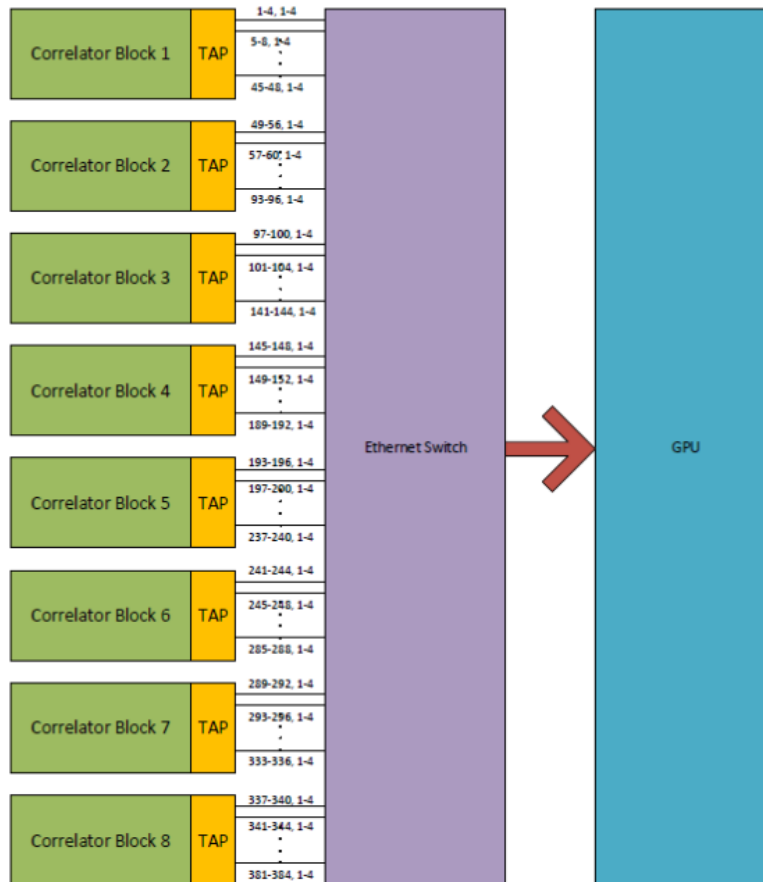 1-4, 1-4
Correlator Block 1 TAP
5-8, 1-4
45-48, 1-4
49-56, 1-4
Correlator Block 2 TAP
57-60, 1-4
93-96, 1-4
97-100, 1-4
Correlator Block 3 TAP
101-104, 1-4
141-144, 1-4
145-148, 1-4
Correlator Block 4 TAP
149-152, 1-4
189-192, 1-4
Ethernet Switch
GPU
193-196, 1-4
Correlator Block 5 TAP
197-200, 1-4
237-240, 1-4
241-244, 1-4
Correlator Block 6 TAP
245-248, 1-4
285-288, 1-4
289-292, 1-4
Correlator Block 7 TAP
293-296, 1-4
333-336, 1-4
337-340, 1-4
Correlator Block 8 TAP
341-344, 1-4
381-384, 1-4